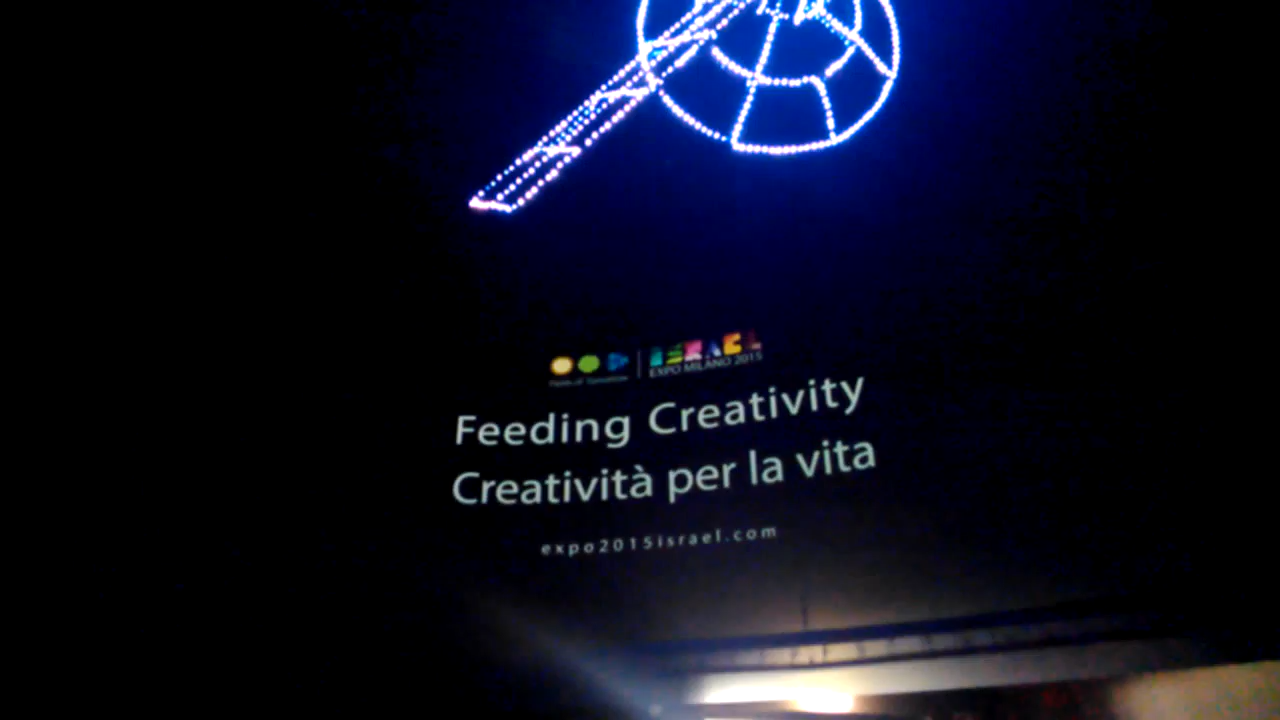 ISRAEL
EXPO MILANO 2015
Feeding Creativity
Creatività per la vita
expo2015israel.com